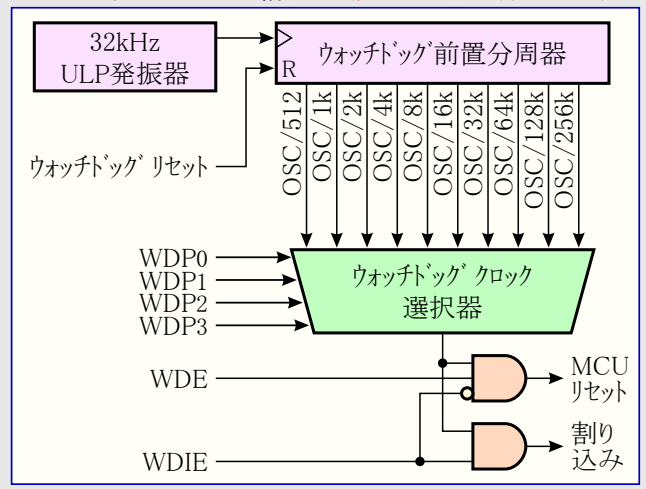 32kHz
ULP発振器
ウォッチドッグ前置分周器
R
ウォッチドッグ リセット
OSC/512
OSC/1k
OSC/2k
OSC/4k
OSC/8k
OSC/16k
OSC/32k
OSC/64k
OSC/128k
OSC/256k
WDP0
WDP1
WDP2
WDP3
ウォッチドッグ クロック
選択器
WDE
MCU
リセット
WDIE
割り
込み